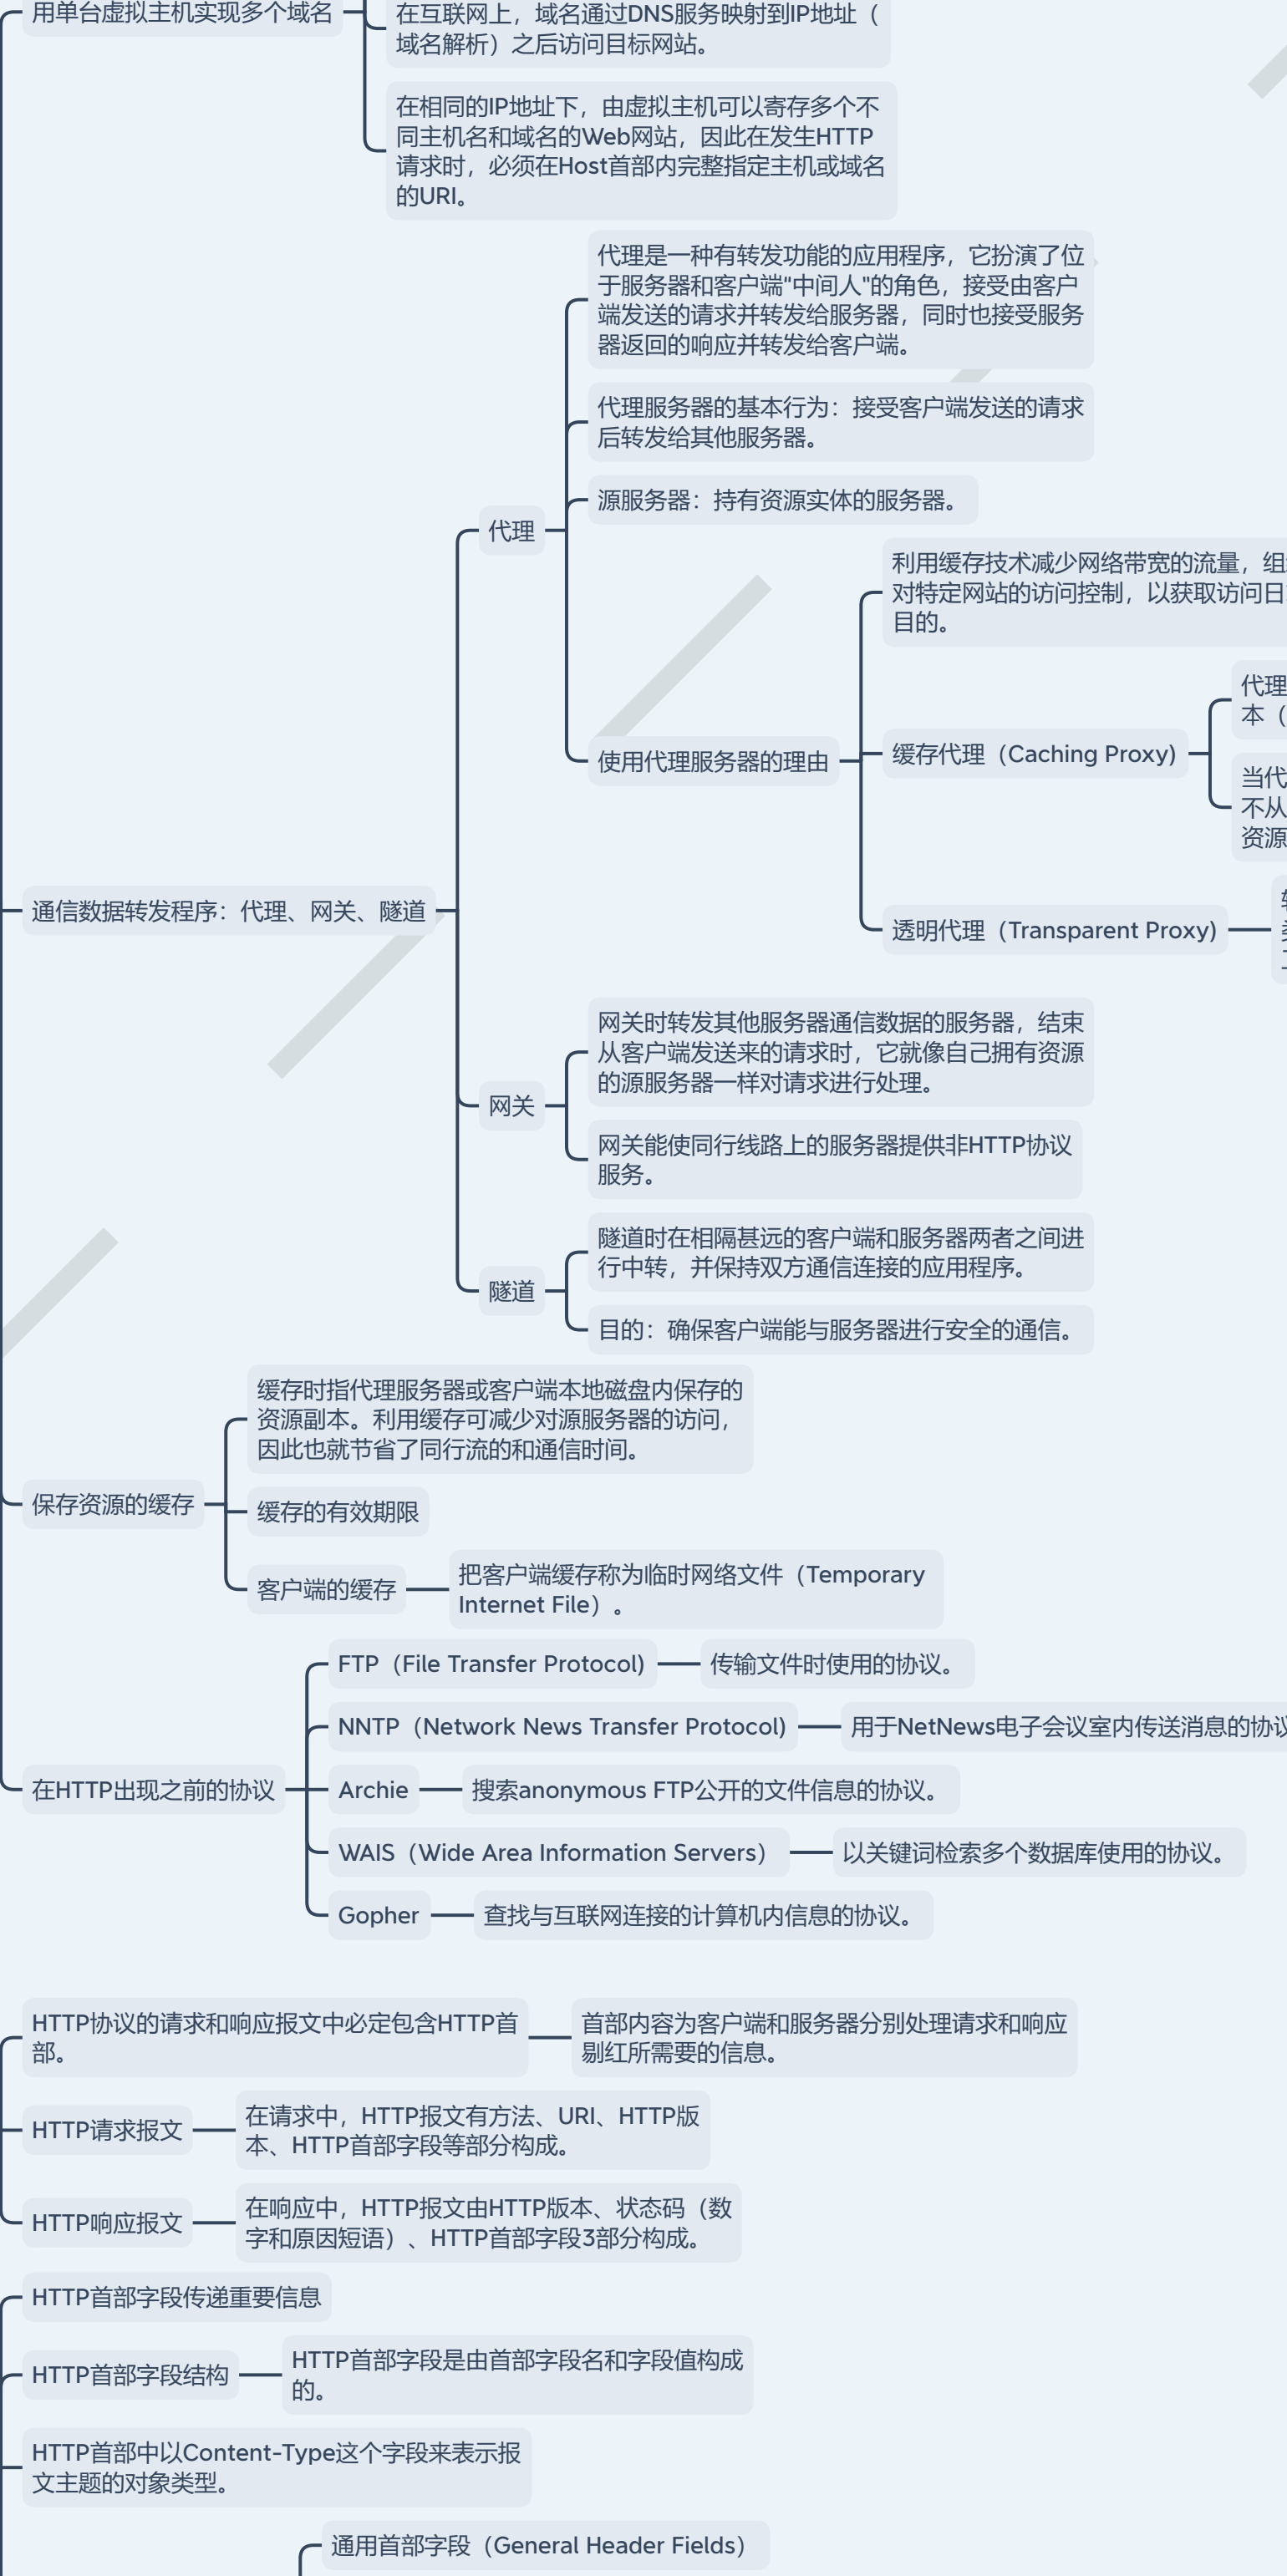 用单台虚拟主机实现多个域名
在互联网上，域名通过DNS服务映射到IP地址（
域名解析）之后访问目标网站。
在相同的IP地址下，由虚拟主机可以寄存多个不
同主机名和域名的Web网站，因此在发生HTTP
请求时，必须在Host首部内完整指定主机或域名
的URI。
通信数据转发程序：代理、网关、隧道
代理
代理是一种有转发功能的应用程序，它扮演了位
于服务器和客户端"中间人"的角色，接受由客户
端发送的请求并转发给服务器，同时也接受服务
器返回的响应并转发给客户端。
代理服务器的基本行为：接受客户端发送的请求
后转发给其他服务器。
源服务器：持有资源实体的服务器。
使用代理服务器的理由
利用缓存技术减少网络带宽的流量，组
对特定网站的访问控制，以获取访问日
目的。
缓存代理（Caching Proxy)
代理
本（
当代
不从
资源
透明代理（Transparent Proxy)
网关
网关时转发其他服务器通信数据的服务器，结束
从客户端发送来的请求时，它就像自己拥有资源
的源服务器一样对请求进行处理。
网关能使同行线路上的服务器提供非HTTP协议
服务。
隧道
隧道时在相隔甚远的客户端和服务器两者之间进
行中转，并保持双方通信连接的应用程序。
目的：确保客户端能与服务器进行安全的通信。
保存资源的缓存
缓存时指代理服务器或客户端本地磁盘内保存的
资源副本。利用缓存可减少对源服务器的访问，
因此也就节省了同行流的和通信时间。
缓存的有效期限
客户端的缓存
把客户端缓存称为临时网络文件（Temporary
Internet File）。
在HTTP出现之前的协议
FTP（File Transfer Protocol)
传输文件时使用的协议。
NNTP（Network News Transfer Protocol)
用于NetNews电子会议室内传送消息的协议
Archie
搜索anonymous FTP公开的文件信息的协议。
WAIS（Wide Area Information Servers）
以关键词检索多个数据库使用的协议。
Gopher
查找与互联网连接的计算机内信息的协议。
HTTP协议的请求和响应报文中必定包含HTTP首
部。
首部内容为客户端和服务器分别处理请求和响应
剔红所需要的信息。
HTTP请求报文
在请求中，HTTP报文有方法、URI、HTTP版
本、HTTP首部字段等部分构成。
HTTP响应报文
在响应中，HTTP报文由HTTP版本、状态码（数
字和原因短语）、HTTP首部字段3部分构成。
HTTP首部字段传递重要信息
HTTP首部字段结构
HTTP首部字段是由首部字段名和字段值构成
的。
HTTP首部中以Content-Type这个字段来表示报
文主题的对象类型。
通用首部字段（General Header Fields）